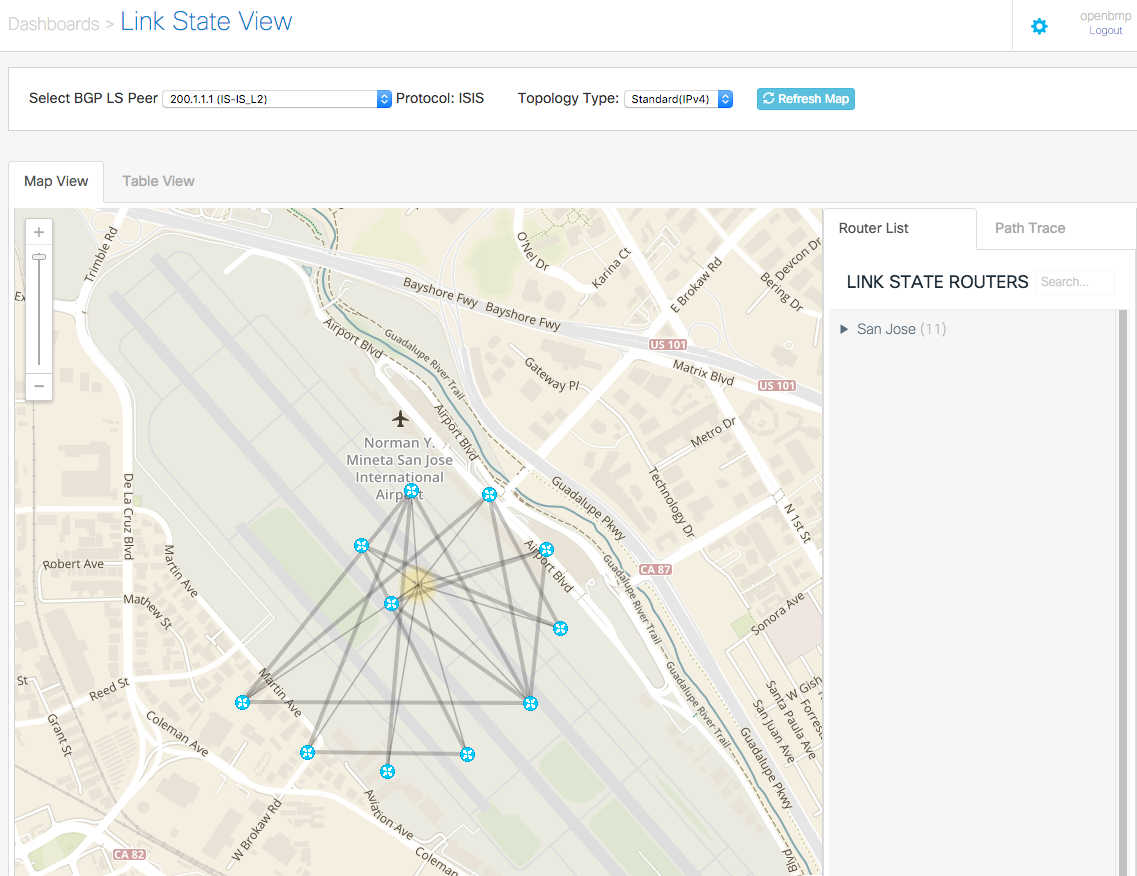 Dashboards > Link State View
openbmp
Logout
Select BGP LS Peer 200.1.1.1 (IS-IS_L2) Protocol: ISIS Topology Type: Standard(IPv4) Refresh Map
Map View Table View
Router List Path Trace
LINK STATE ROUTERS Search...
San Jose (11)
Trimble Rd
O'Nel Dr
Karina Ct
E Brokaw Rd
Devcon Dr
Bering Dr
Bayshore Fwy
Bayshore Fwy
Airport Blvd
Guadalupe River Trail
US 101
Matrix Blvd
US 101
Gateway Pl
Airport Blvd
Metro Dr
Norman Y.
Mineta San Jose
International
Airport
De La Cruz Blvd
Technology Dr
Guadalupe Pkwy
N 1st St
Airport Blvd
Martin Ave
Robert Ave
CA 87
Mathew St
Guadalupe River Trail
Sonora Ave
Reed St
St
Martin Ave
Guadalupe River Trail
W Gish
Forrest
Santa Paula Ave
San Juan Ave
Grant St
Coleman Ave
Guadalupe Pkwy
W Brokaw Rd
Aviation Ave
CA 82
Coleman
Blvd